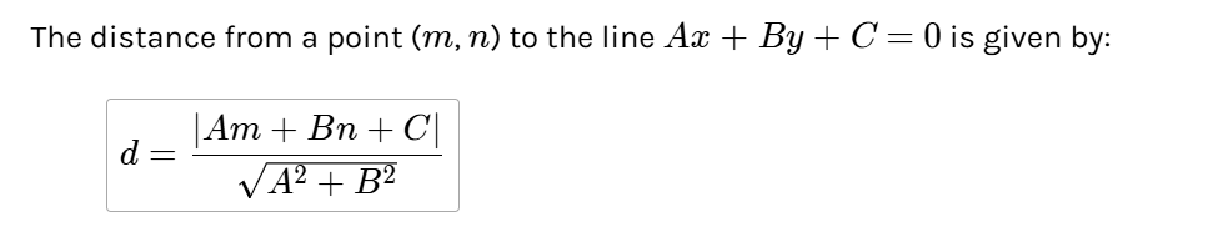 The distance from a point (m, n) to the line Ax + By + C = 0 is given by:
d = |Am + Bn + C| / √(A² + B²)